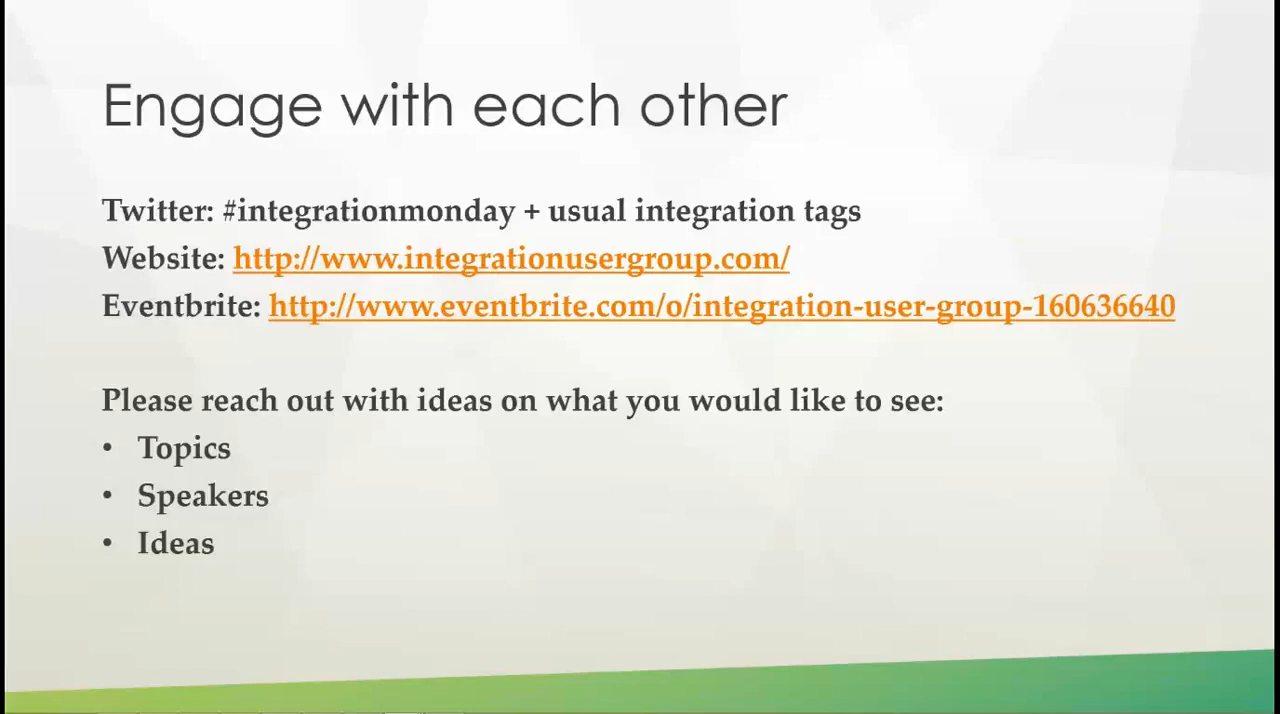 Engage with each other
Twitter: #integrationmonday + usual integration tags
Website: http://www.integrationusergroup.com/
Eventbrite: http://www.eventbrite.com/o/integration-user-group-160636640
Please reach out with ideas on what you would like to see:
• Topics
• Speakers
• Ideas